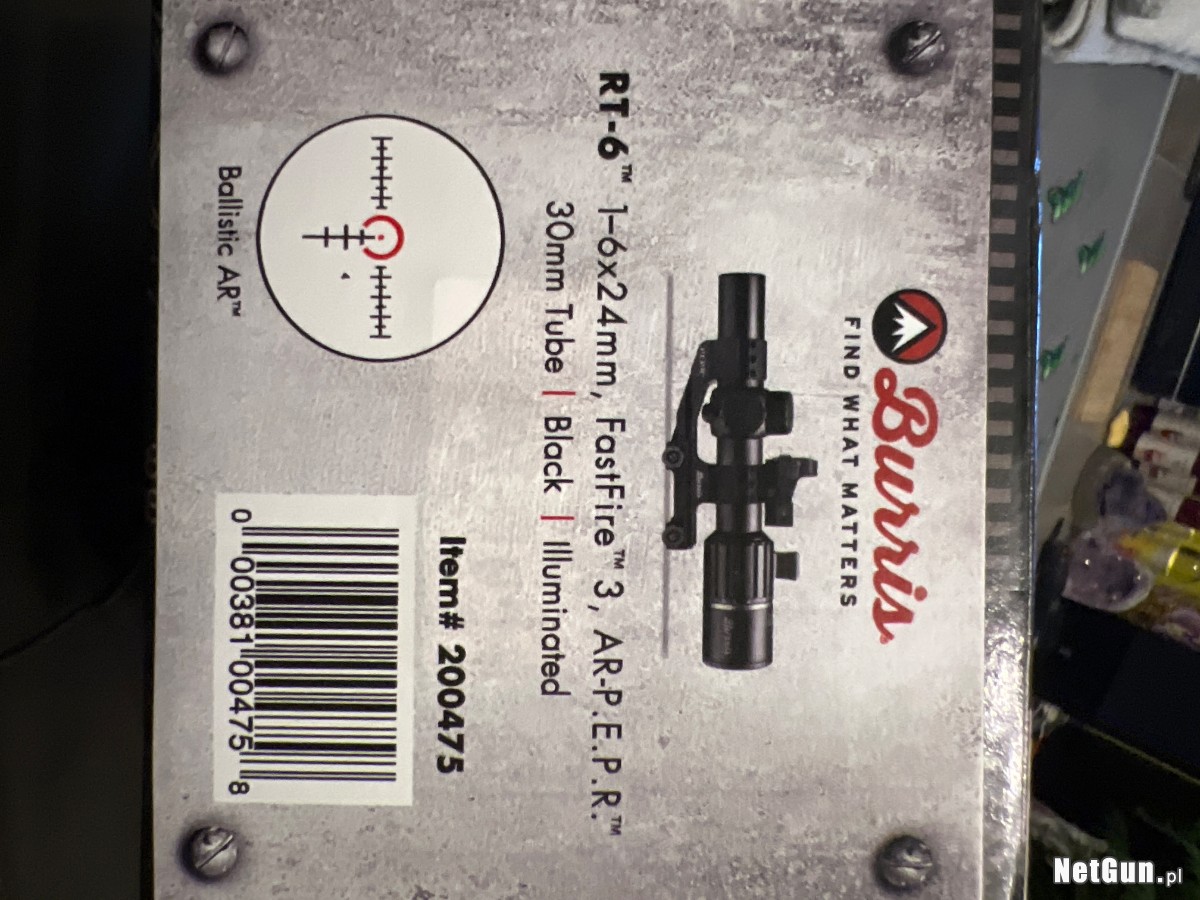 Burris
FIND WHAT MATTERS
RT-6™ 1–6x24mm, FastFire™ 3, AR-P.E.P.R.™
30mm Tube | Black | Illuminated
Ballistic AR™
Item# 200475
0 00381 00475 8
NetGun.pl